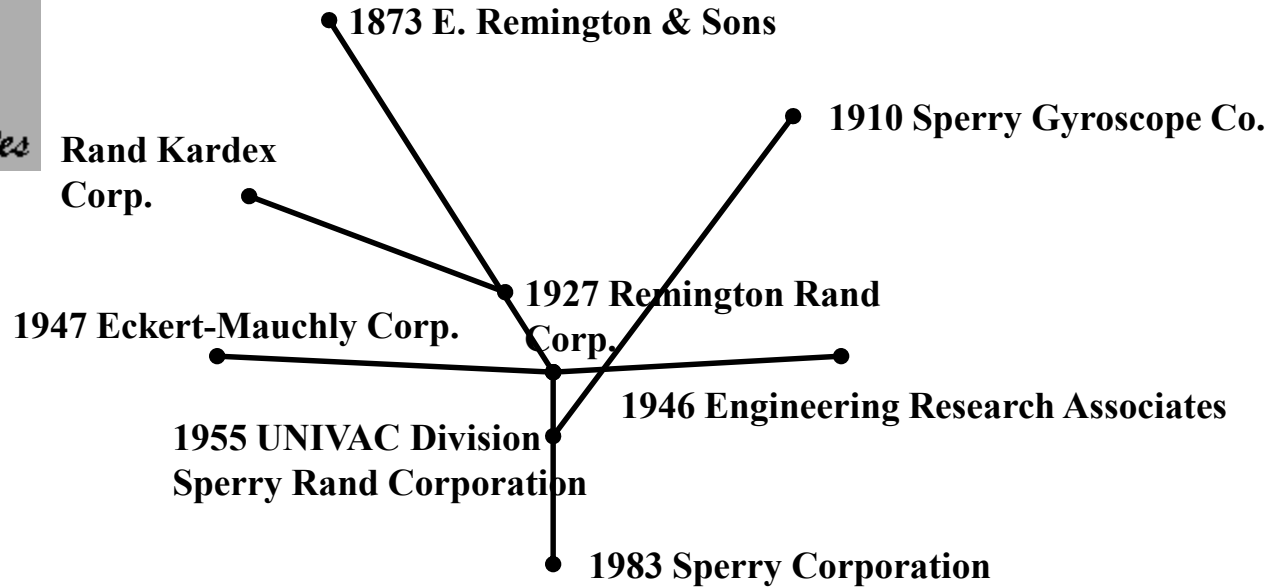 1873 E. Remington & Sons
1910 Sperry Gyroscope Co.
Rand Kardex
Corp.
1927 Remington Rand
Corp.
1947 Eckert-Mauchly Corp.
1946 Engineering Research Associates
1955 UNIVAC Division
Sperry Rand Corporation
1983 Sperry Corporation